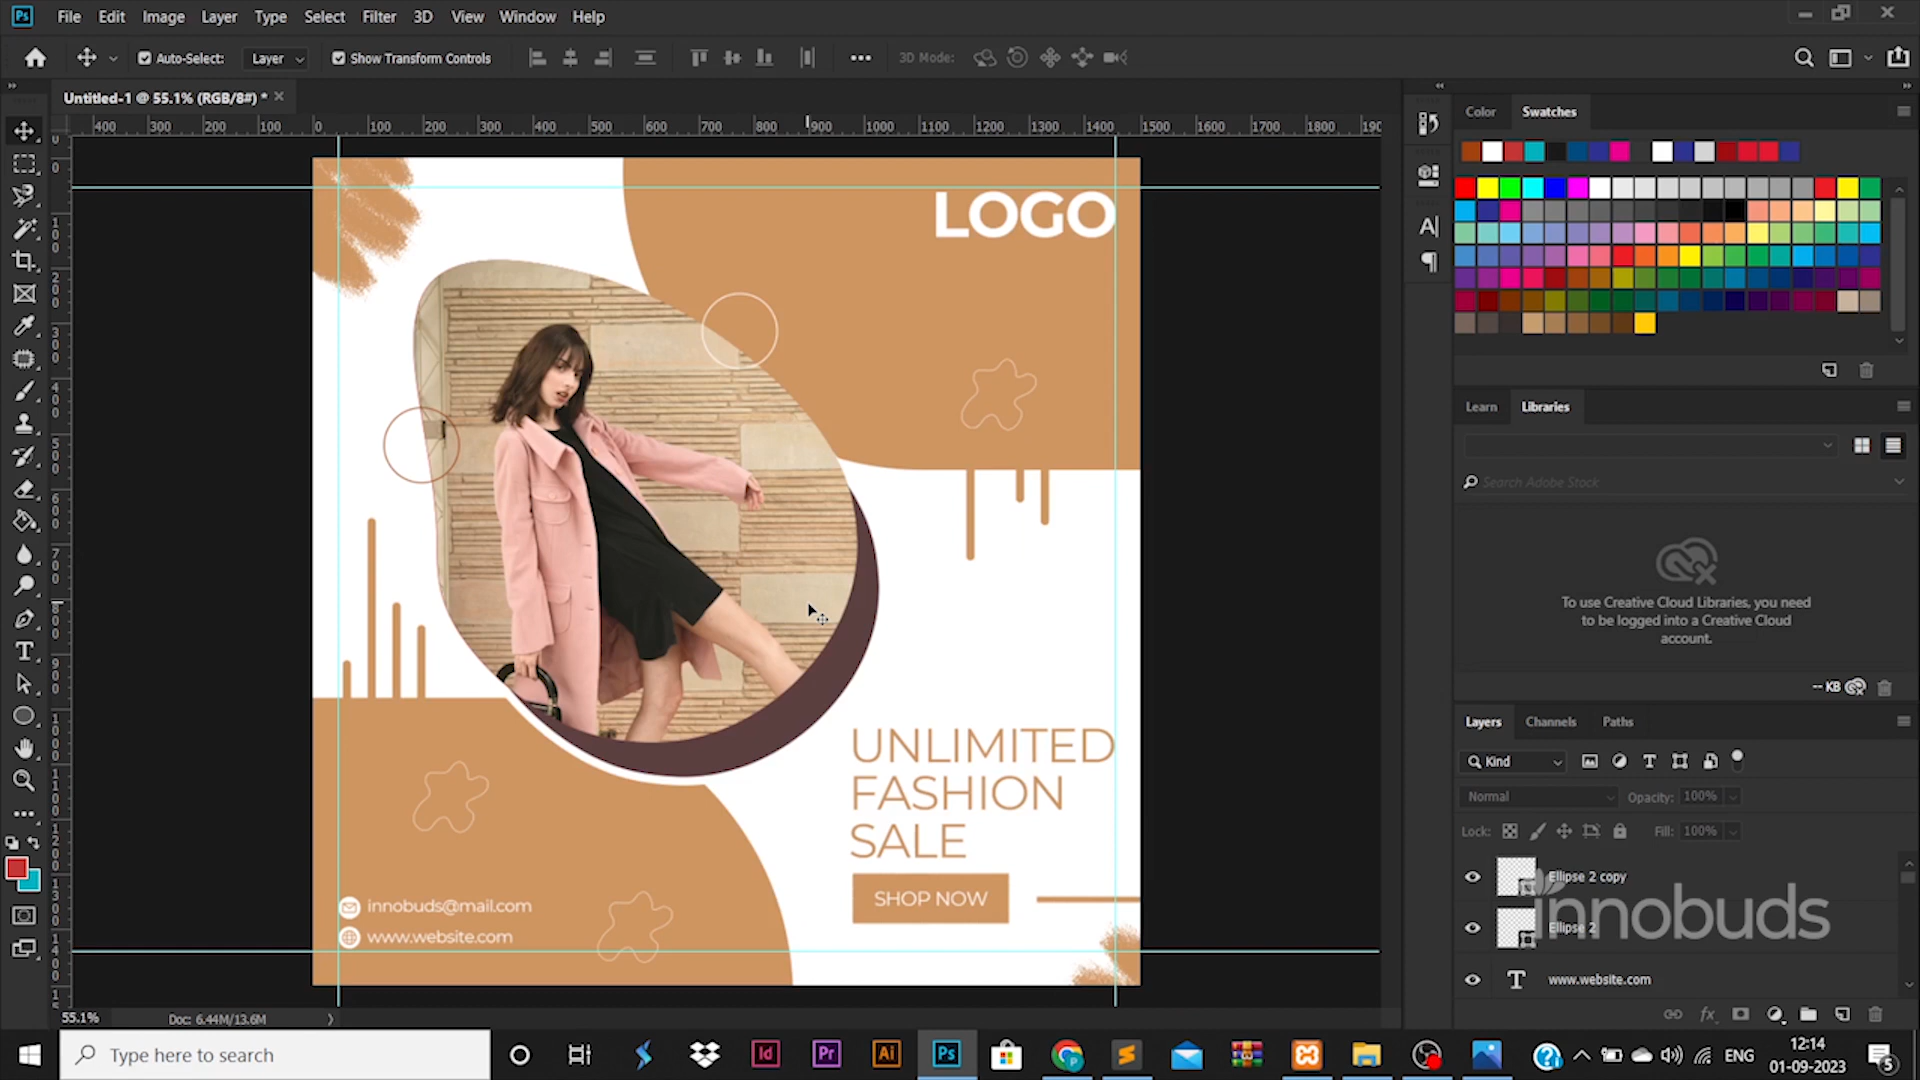 Ps File Edit Image Layer Type Select Filter 3D View Window Help
Auto-Select: Layer Show Transform Controls 3D Mode:
Untitled-1 @ 55.1% (RGB/8#) *
400 300 200 100 0 100 200 300 400 500 600 700 800 900 1000 1100 1200 1300 1400 1500 1600 1700 1800 190
LOGO
UNLIMITED
FASHION
SALE
SHOP NOW
innobuds@mail.com
www.website.com
55.1% Doc: 6.44M/13.6M
Color Swatches
Learn Libraries
Search Adobe Stock
To use Creative Cloud Libraries, you need
to be logged into a Creative Cloud
account.
-- KB
Layers Channels Paths
Kind
Normal Opacity: 100%
Lock: Fill: 100%
Ellipse 2 copy
Ellipse 2
innobuds
www.website.com
Type here to search
Id Pr Ai Ps
ENG
12:14
01-09-2023
5